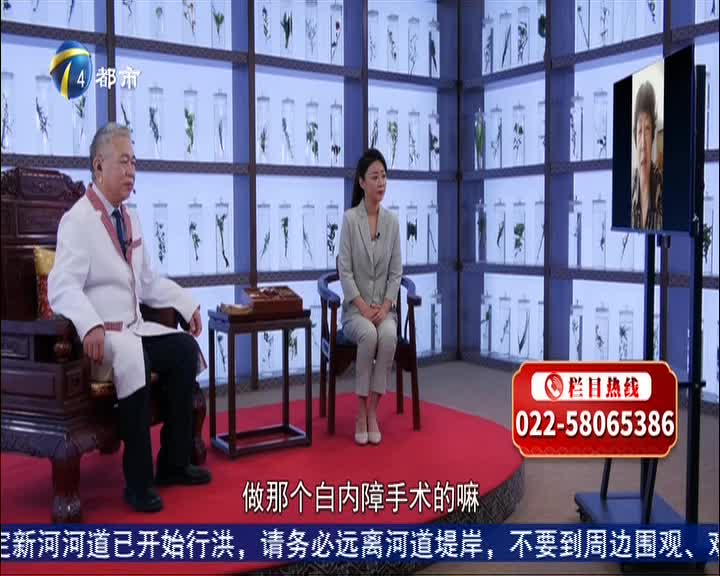 4 都市
栏目热线
022-58065386
做那个白内障手术的嘛
定新河河道已开始行洪，请务必远离河道堤岸，不要到周边围观、